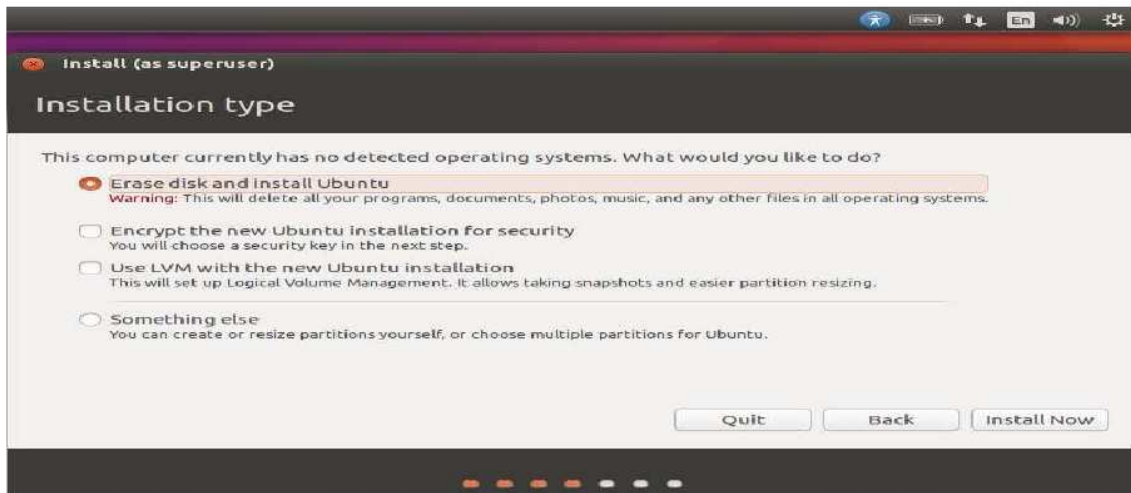 En
Install (as superuser)
Installation type
This computer currently has no detected operating systems. What would you like to do?
Erase disk and install Ubuntu
Warning: This will delete all your programs, documents, photos, music, and any other files in all operating systems.
Encrypt the new Ubuntu installation for security
You will choose a security key in the next step.
Use LVM with the new Ubuntu installation
This will set up Logical Volume Management. It allows taking snapshots and easier partition resizing.
Something else
You can create or resize partitions yourself, or choose multiple partitions for Ubuntu.
Quit Back Install Now